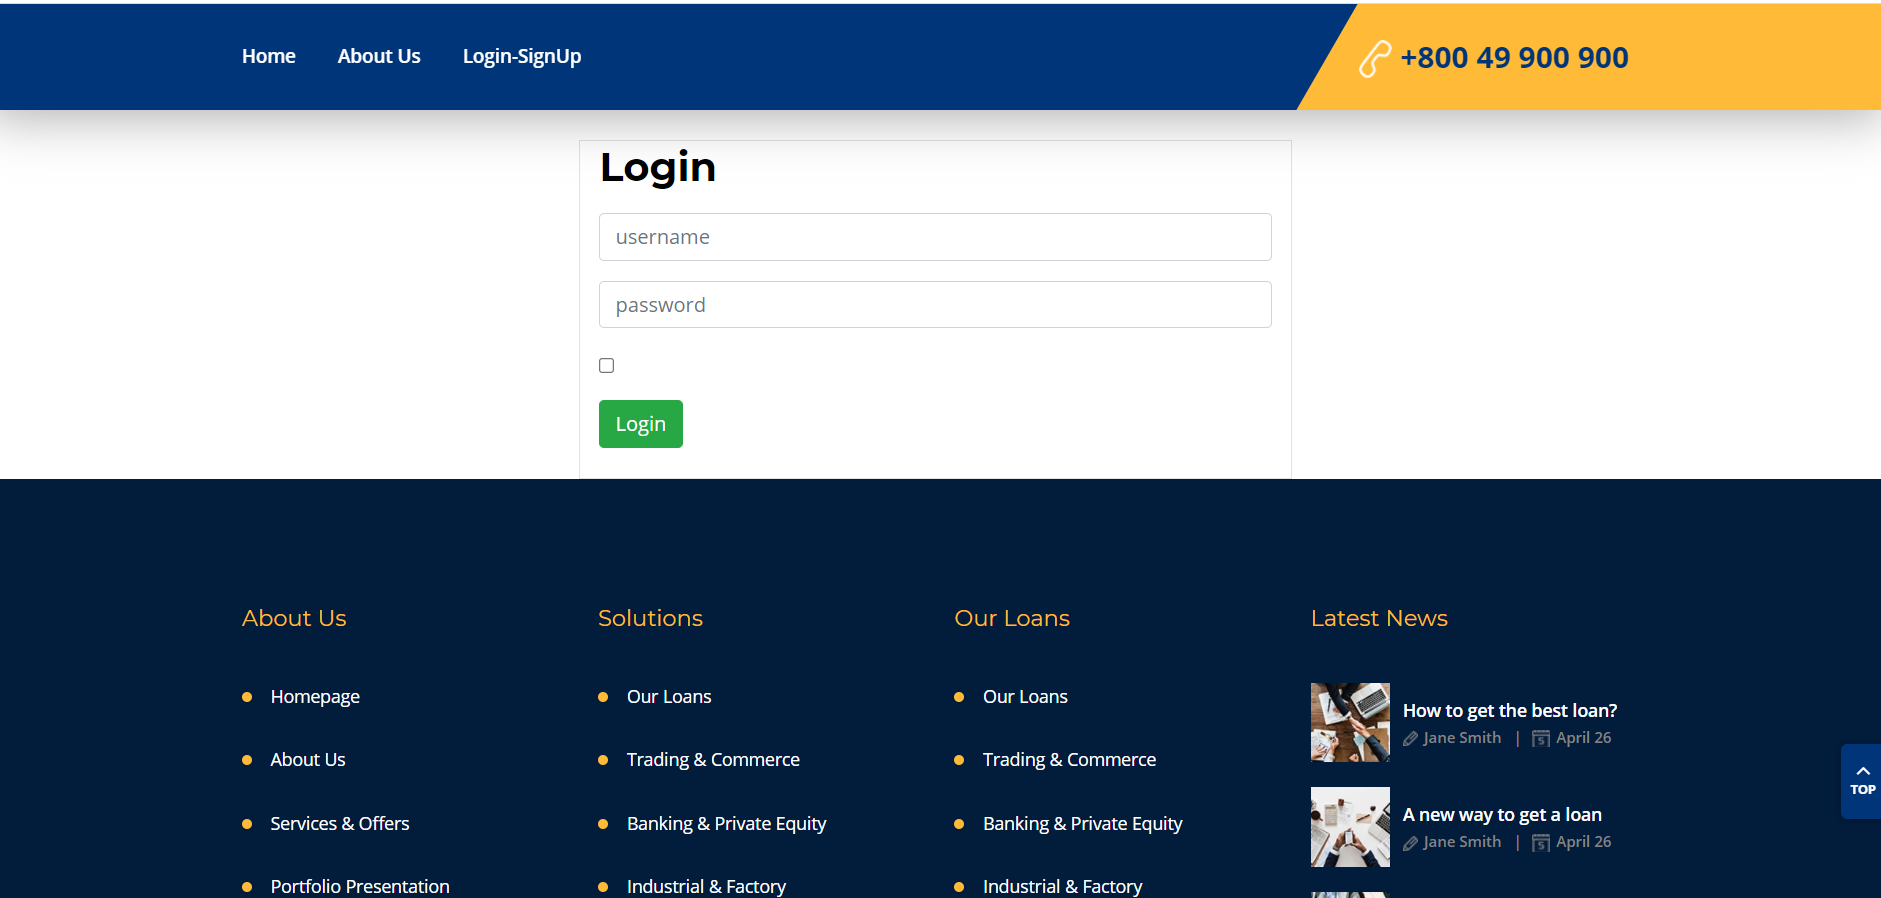 Home About Us Login-SignUp +800 49 900 900
Login
username
password
Login
About Us
Homepage
About Us
Services & Offers
Portfolio Presentation
Solutions
Our Loans
Trading & Commerce
Banking & Private Equity
Industrial & Factory
Our Loans
Our Loans
Trading & Commerce
Banking & Private Equity
Industrial & Factory
Latest News
How to get the best loan?
Jane Smith | April 26
A new way to get a loan
Jane Smith | April 26
TOP